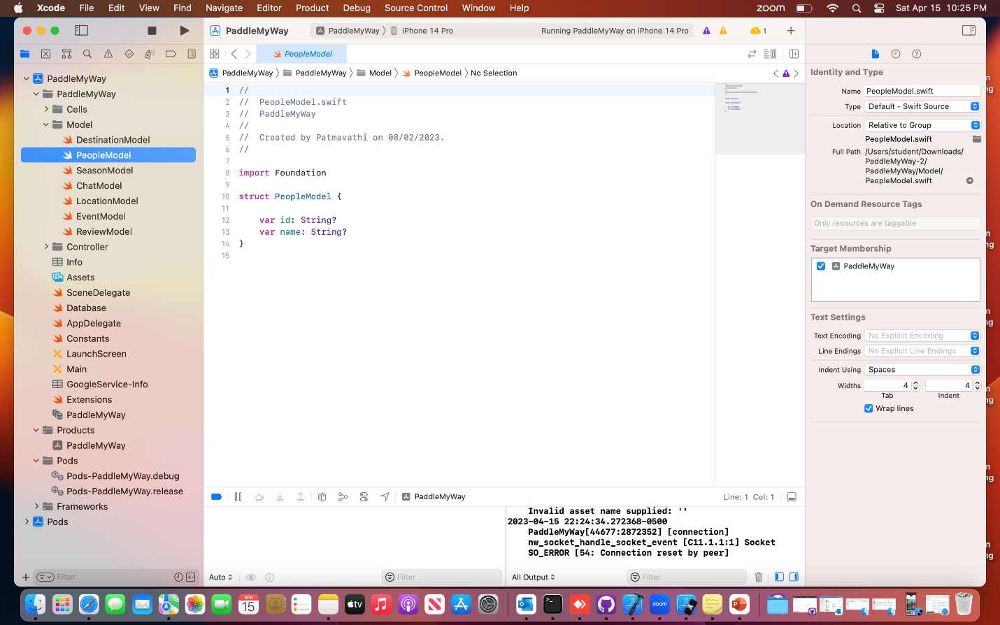 Xcode File Edit View Find Navigate Editor Product Debug Source Control Window Help zoom Sat Apr 15 10:25 PM
PaddleMyWay PaddleMyWay iPhone 14 Pro Running PaddleMyWay on iPhone 14 Pro 1
PeopleModel
PaddleMyWay PaddleMyWay Model PeopleModel No Selection
PaddleMyWay
PaddleMyWay
Cells
Model
DestinationModel
PeopleModel
SeasonModel
ChatModel
LocationModel
EventModel
ReviewModel
Controller
Info
Assets
SceneDelegate
Database
AppDelegate
Constants
LaunchScreen
Main
GoogleService-Info
Extensions
PaddleMyWay
Products
PaddleMyWay
Pods
Pods-PaddleMyWay.debug
Pods-PaddleMyWay.release
Frameworks
Pods
Filter
1 //
2 // PeopleModel.swift
3 // PaddleMyWay
4 //
5 // Created by Patmavathi on 08/02/2023.
6 //
7
8 import Foundation
9
10 struct PeopleModel {
11
12 var id: String?
13 var name: String?
14 }
15
PaddleMyWay
Line: 1 Col: 1
Invalid asset name supplied: ''
2023-04-15 22:24:34.272368-0500
PaddleMyWay[44677:2872352] [connection]
nw_socket_handle_socket_event [C11.1.1:1] Socket
SO_ERROR [54: Connection reset by peer]
Auto Filter All Output Filter
Identity and Type
Name PeopleModel.swift
Type Default - Swift Source
Location Relative to Group
PeopleModel.swift
Full Path /Users/student/Downloads/
PaddleMyWay-2/
PaddleMyWay/Model/
PeopleModel.swift
On Demand Resource Tags
Only resources are taggable
Target Membership
PaddleMyWay
Text Settings
Text Encoding No Explicit Encoding
Line Endings No Explicit Line Endings
Indent Using Spaces
Widths 4 4
Tab Indent
Wrap lines
APR
15
tv
zoom